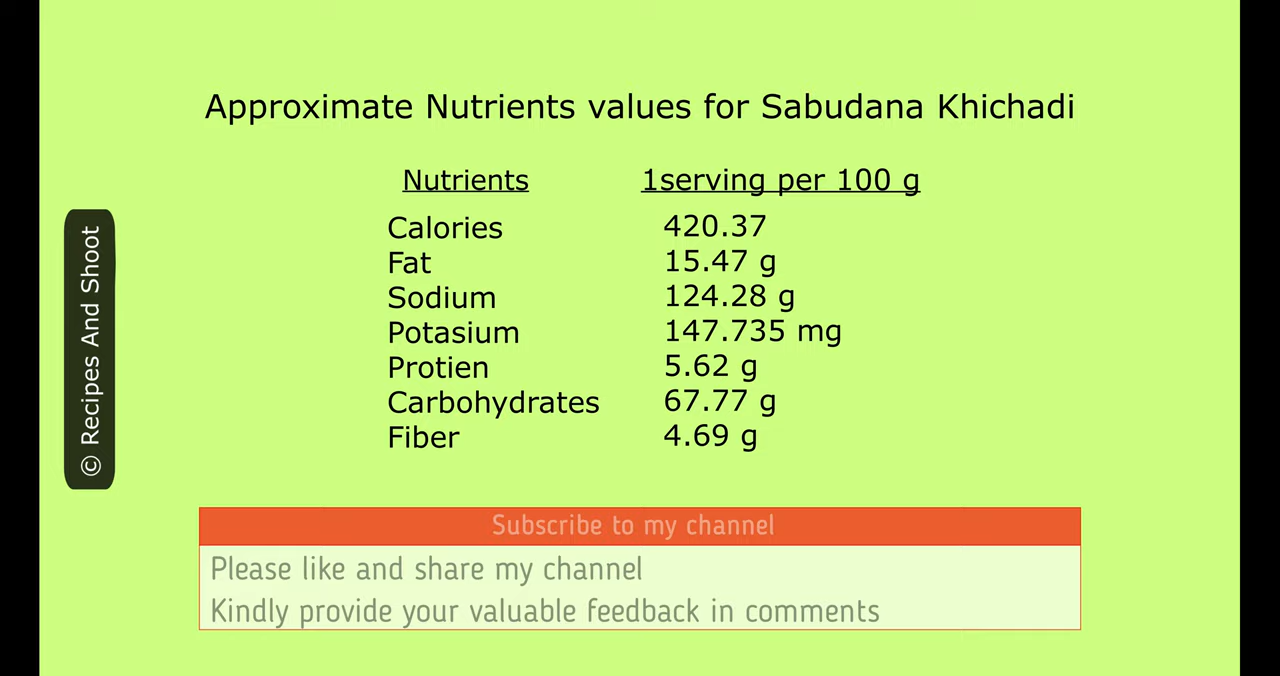 Approximate Nutrients values for Sabudana Khichadi
Nutrients 1serving per 100 g
Calories 420.37
Fat 15.47 g
Sodium 124.28 g
Potasium 147.735 mg
Protien 5.62 g
Carbohydrates 67.77 g
Fiber 4.69 g
© Recipes And Shoot
Subscribe to my channel
Please like and share my channel
Kindly provide your valuable feedback in comments